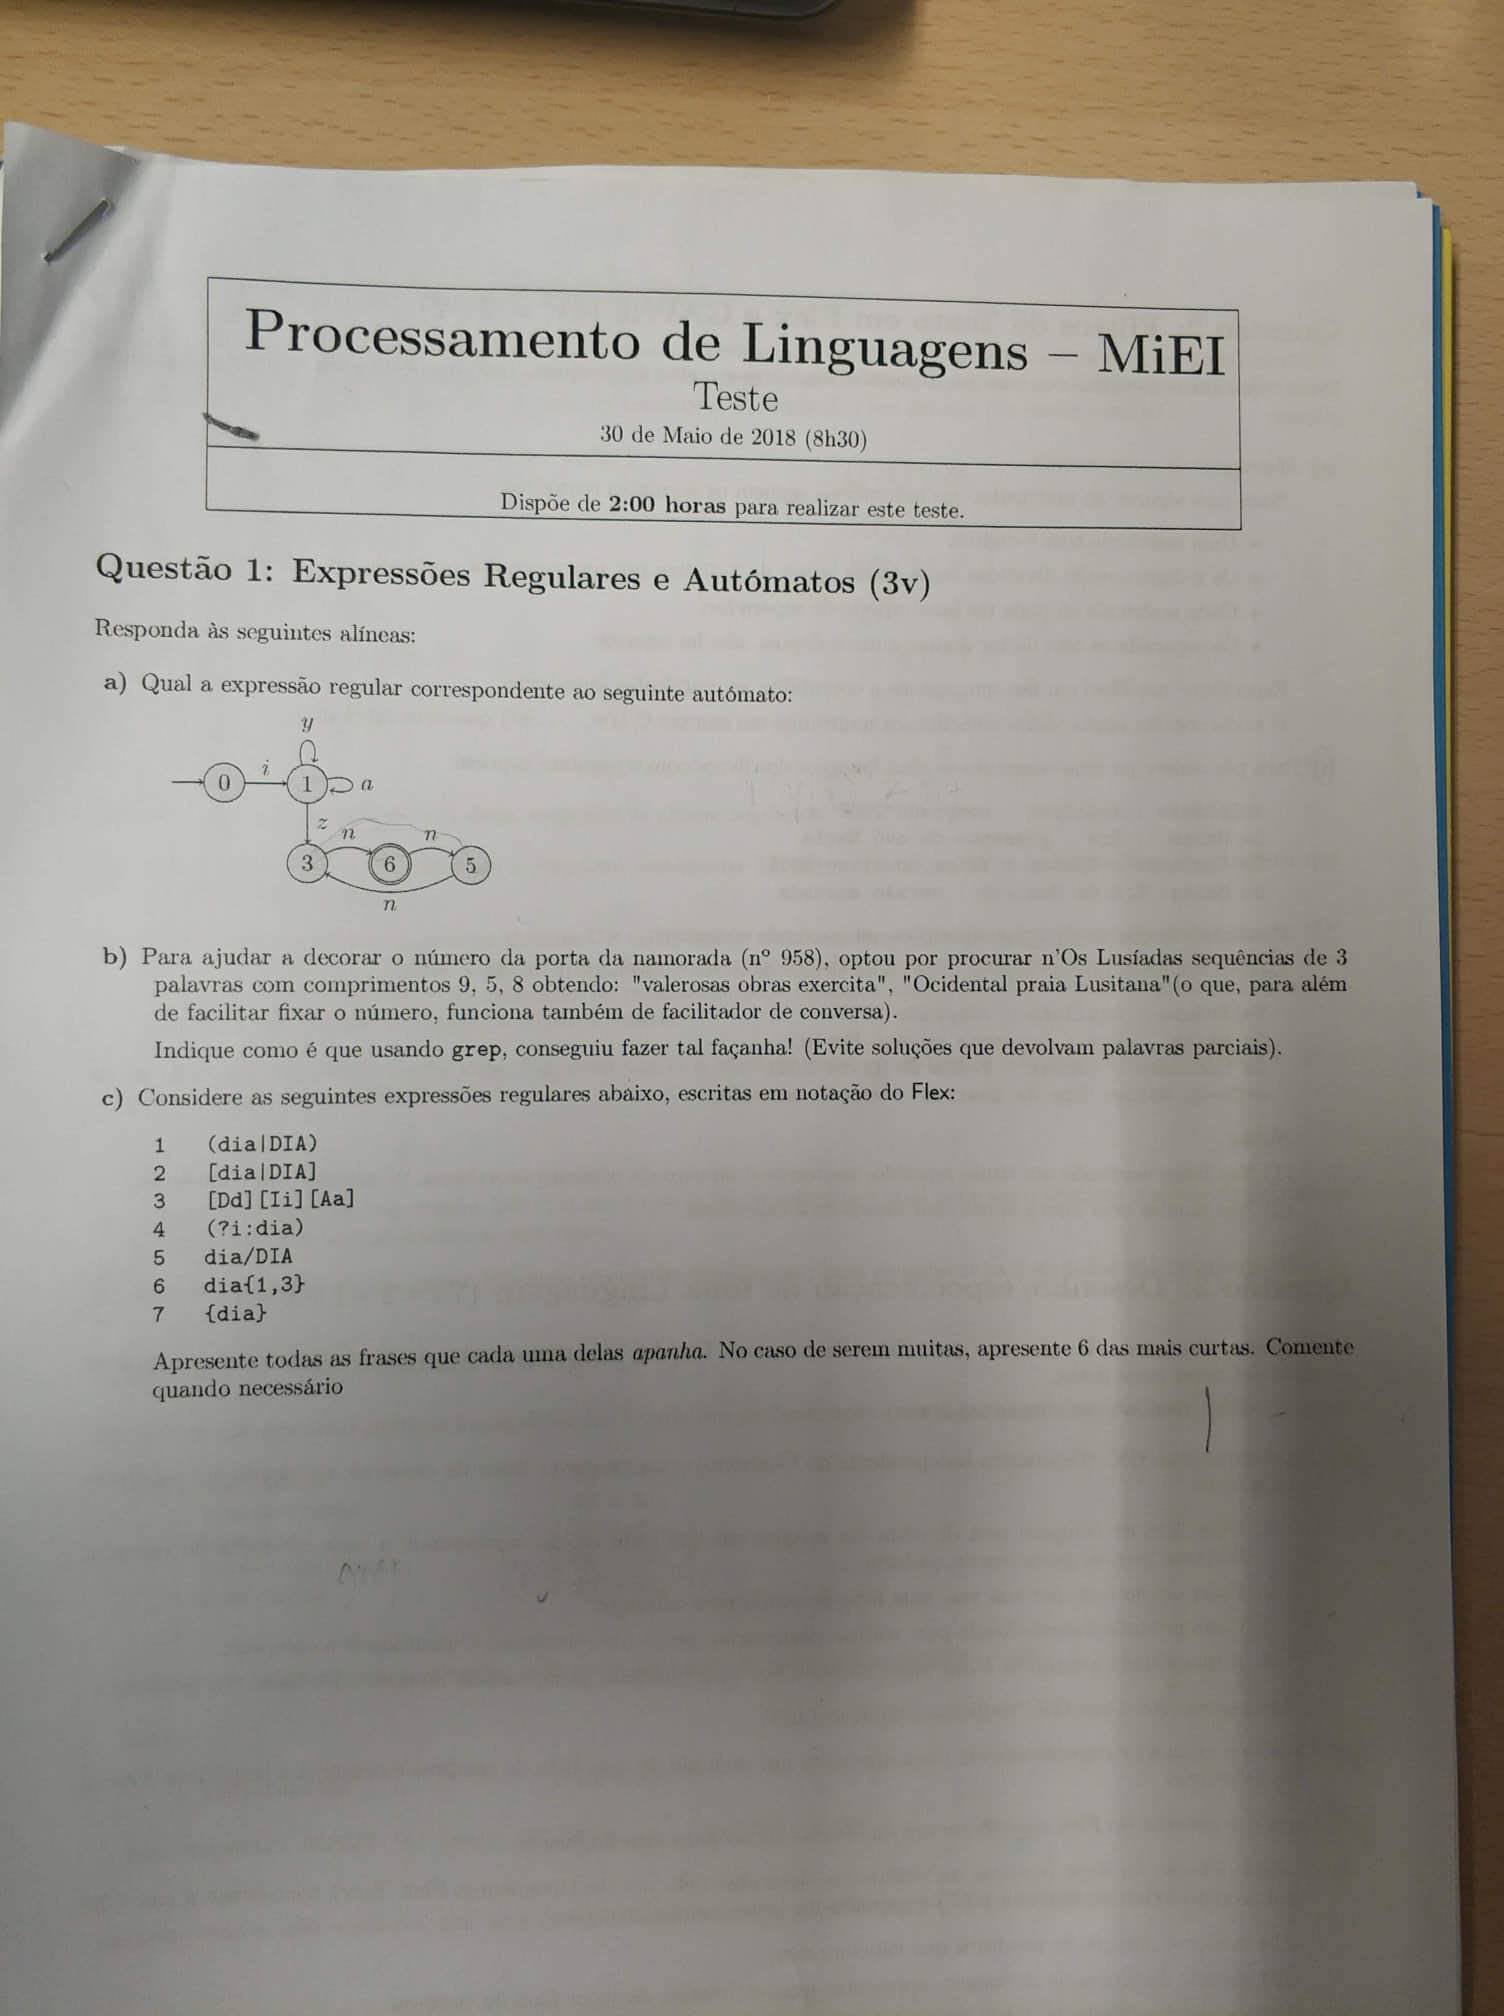 Processamento de Linguagens – MiEI
Teste
30 de Maio de 2018 (8h30)
Dispõe de 2:00 horas para realizar este teste.
Questão 1: Expressões Regulares e Autómatos (3v)
Responda às seguintes alíneas:
a) Qual a expressão regular correspondente ao seguinte autómato:
y
0 i 1 a
z n n
3 6 5
n
b) Para ajudar a decorar o número da porta da namorada (nº 958), optou por procurar n'Os Lusíadas sequências de 3
palavras com comprimentos 9, 5, 8 obtendo: "valerosas obras exercita", "Ocidental praia Lusitana"(o que, para além
de facilitar fixar o número, funciona também de facilitador de conversa).
Indique como é que usando grep, conseguiu fazer tal façanha! (Evite soluções que devolvam palavras parciais).
c) Considere as seguintes expressões regulares abaixo, escritas em notação do Flex:
1 (dia|DIA)
2 [dia|DIA]
3 [Dd][Ii][Aa]
4 (?i:dia)
5 dia/DIA
6 dia{1,3}
7 {dia}
Apresente todas as frases que cada uma delas apanha. No caso de serem muitas, apresente 6 das mais curtas. Comente
quando necessário